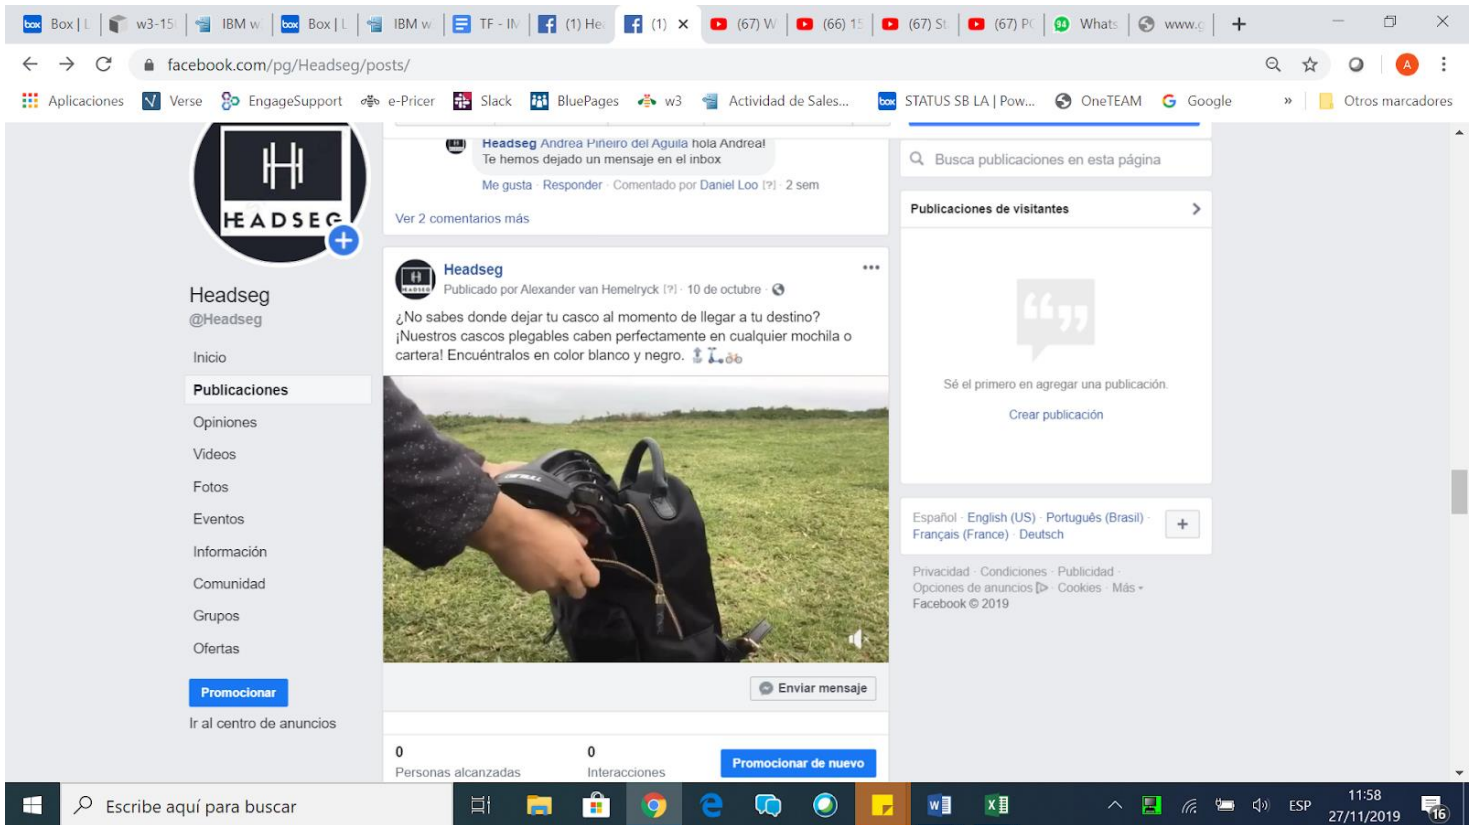 Box | L
w3-15
IBM w
Box | L
IBM w
TF - IM
(1) He
(1)
(67) W
(66) 15
(67) St
(67) PC
Whats
www.g
facebook.com/pg/Headseg/posts/
A
Aplicaciones
Verse
EngageSupport
e-Pricer
Slack
BluePages
w3
Actividad de Sales...
box
STATUS SB LA | Pow...
OneTEAM
Google
»
Otros marcadores
HEADSEG
Headseg
@Headseg
Inicio
Publicaciones
Opiniones
Videos
Fotos
Eventos
Información
Comunidad
Grupos
Ofertas
Promocionar
Ir al centro de anuncios
Headseg Andrea Piñeiro del Aguila hola Andrea!
Te hemos dejado un mensaje en el inbox
Me gusta · Responder · Comentado por Daniel Loo [?] · 2 sem
Ver 2 comentarios más
Headseg
Publicado por Alexander van Hemelryck [?] · 10 de octubre ·
¿No sabes donde dejar tu casco al momento de llegar a tu destino?
¡Nuestros cascos plegables caben perfectamente en cualquier mochila o
cartera! Encuéntralos en color blanco y negro.
Enviar mensaje
0
Personas alcanzadas
0
Interacciones
Promocionar de nuevo
Busca publicaciones en esta página
Publicaciones de visitantes
Sé el primero en agregar una publicación.
Crear publicación
Español · English (US) · Português (Brasil) ·
Français (France) · Deutsch
Privacidad · Condiciones · Publicidad ·
Opciones de anuncios · Cookies · Más
Facebook © 2019
Escribe aquí para buscar
ESP
11:58
27/11/2019
16